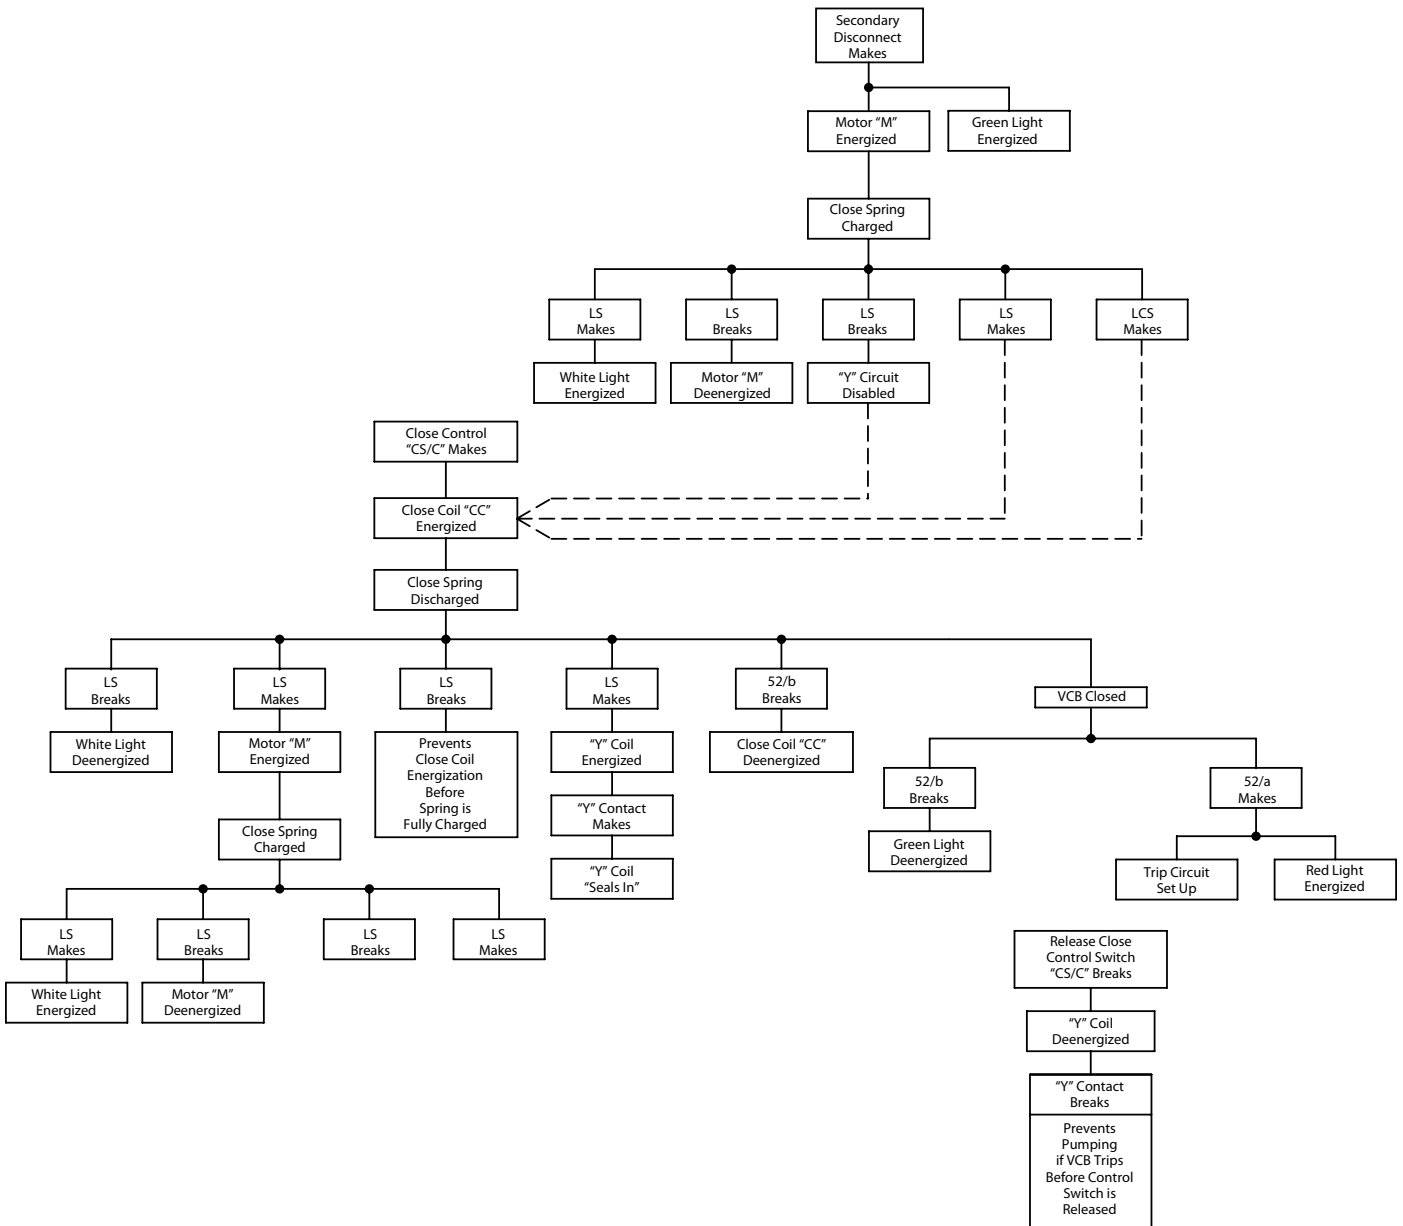 Secondary
Disconnect
Makes
Motor “M”
Energized
Green Light
Energized
Close Spring
Charged
LS
Makes
LS
Breaks
LS
Breaks
LS
Makes
LCS
Makes
White Light
Energized
Motor “M”
Deenergized
“Y” Circuit
Disabled
Close Control
“CS/C” Makes
Close Coil “CC”
Energized
Close Spring
Discharged
LS
Breaks
LS
Makes
LS
Breaks
LS
Makes
52/b
Breaks
VCB Closed
White Light
Deenergized
Motor “M”
Energized
Prevents
Close Coil
Energization
Before
Spring is
Fully Charged
“Y” Coil
Energized
Close Coil “CC”
Deenergized
“Y” Contact
Makes
“Y” Coil
“Seals In”
52/b
Breaks
52/a
Makes
Green Light
Deenergized
Trip Circuit
Set Up
Red Light
Energized
Close Spring
Charged
LS
Makes
LS
Breaks
LS
Breaks
LS
Makes
White Light
Energized
Motor “M”
Deenergized
Release Close
Control Switch
“CS/C” Breaks
“Y” Coil
Deenergized
“Y” Contact
Breaks
Prevents
Pumping
if VCB Trips
Before Control
Switch is
Released